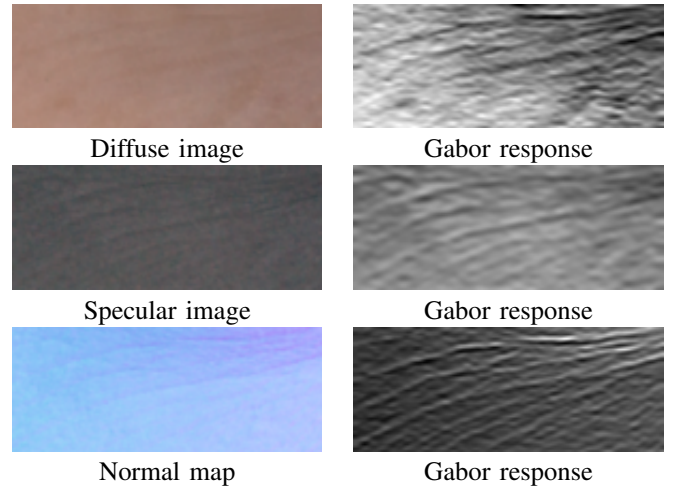 Diffuse image
Gabor response
Specular image
Gabor response
Normal map
Gabor response